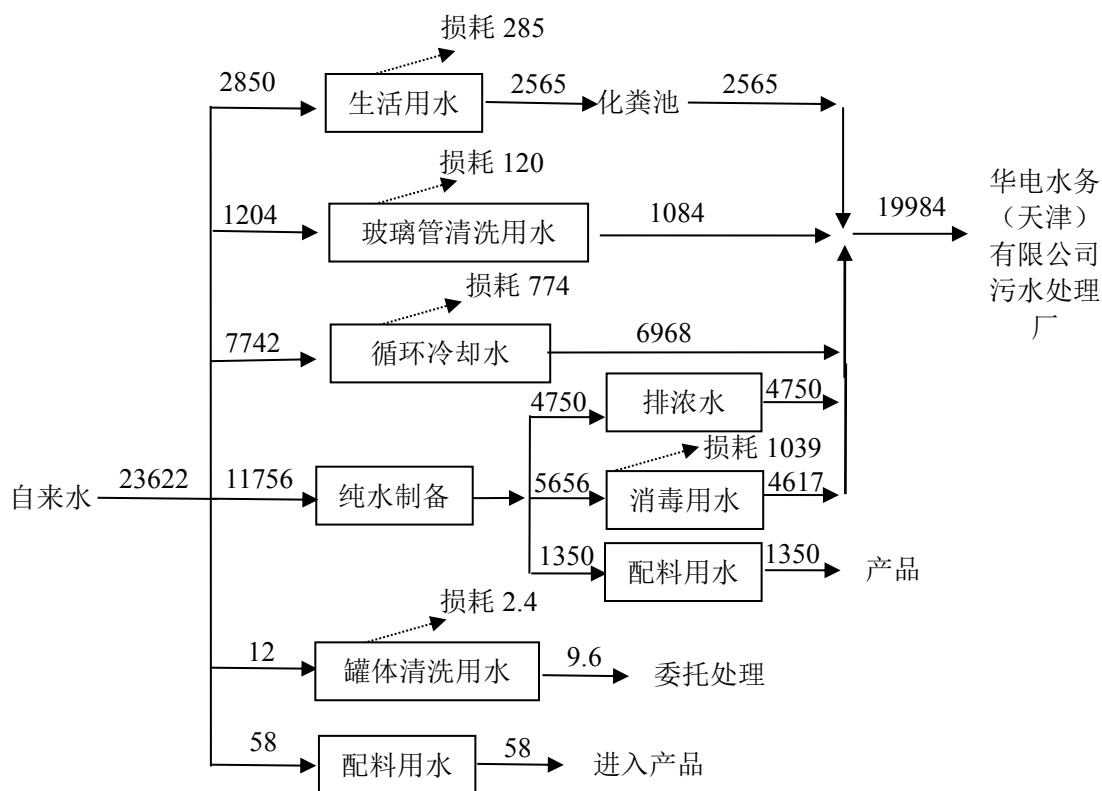 损耗 285
2850
生活用水
2565
化粪池
2565
损耗 120
1204
玻璃管清洗用水
1084
19984
华电水务
（天津）
有限公司
污水处理
厂
损耗 774
7742
循环冷却水
6968
4750
排浓水
4750
损耗 1039
自来水
23622
11756
纯水制备
5656
消毒用水
4617
1350
配料用水
1350
产品
损耗 2.4
12
罐体清洗用水
9.6
委托处理
58
配料用水
58
进入产品